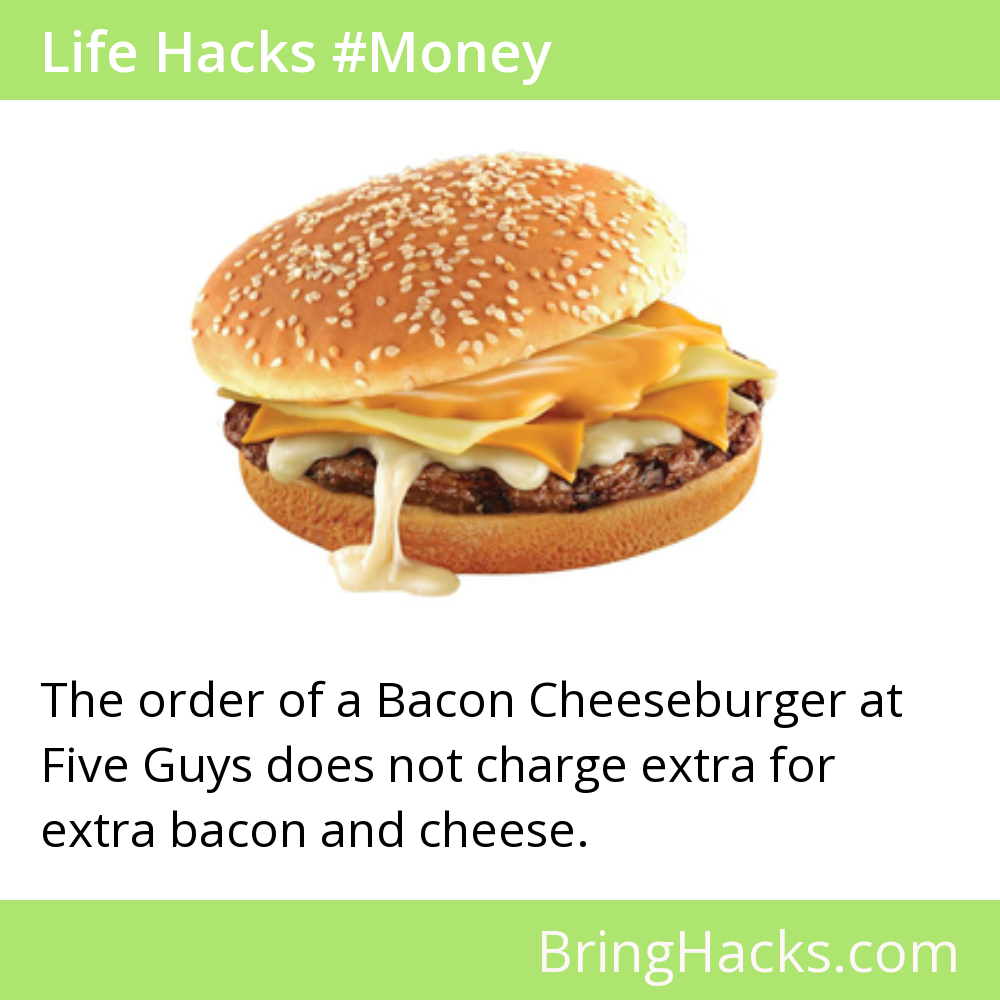 Life Hacks #Money
The order of a Bacon Cheeseburger at
Five Guys does not charge extra for
extra bacon and cheese.
BringHacks.com